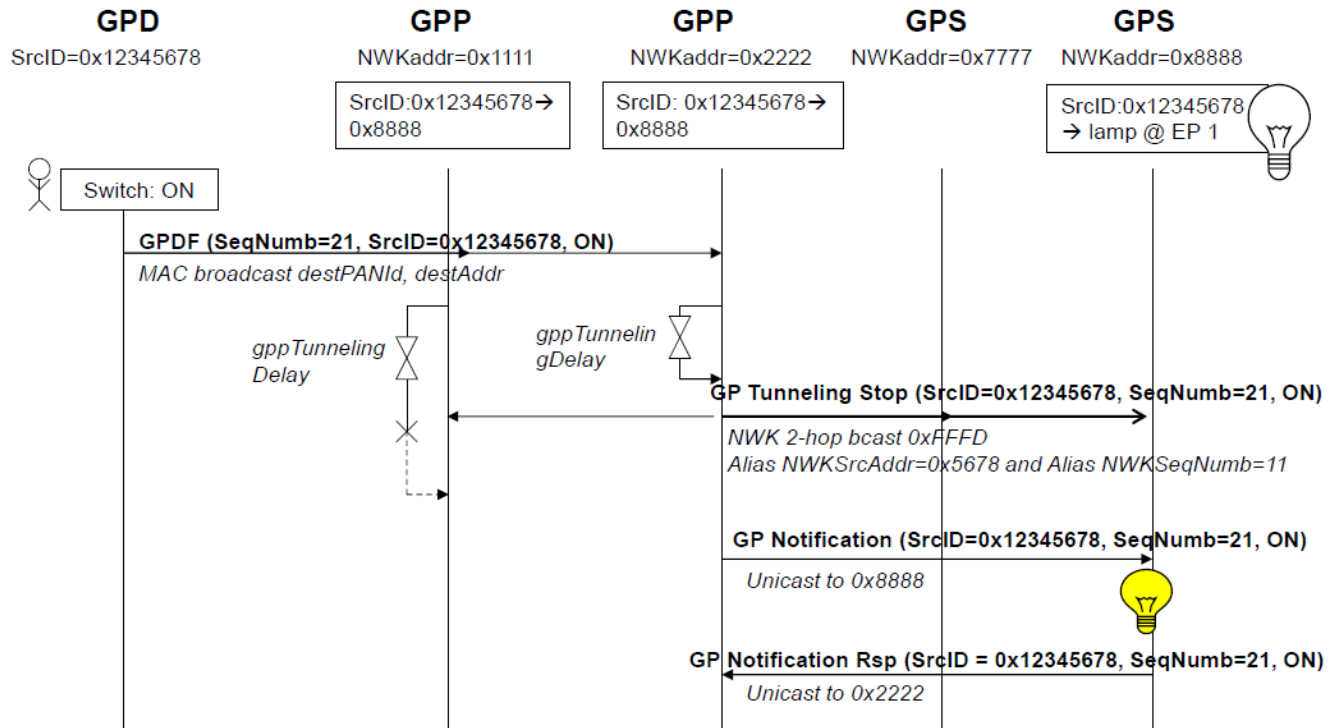 GPD GPP GPP GPS GPS
SrcID=0x12345678 NWKaddr=0x1111 NWKaddr=0x2222 NWKaddr=0x7777 NWKaddr=0x8888
SrcID:0x12345678→
0x8888
SrcID: 0x12345678→
0x8888
SrcID:0x12345678
→ lamp @ EP 1
Switch: ON
GPDF (SeqNumb=21, SrcID=0x12345678, ON)
MAC broadcast destPANId, destAddr
gppTunneling
Delay
gppTunnelin
gDelay
GP Tunneling Stop (SrcID=0x12345678, SeqNumb=21, ON)
NWK 2-hop bcast 0xFFFD
Alias NWKSrcAddr=0x5678 and Alias NWKSeqNumb=11
GP Notification (SrcID=0x12345678, SeqNumb=21, ON)
Unicast to 0x8888
GP Notification Rsp (SrcID = 0x12345678, SeqNumb=21, ON)
Unicast to 0x2222